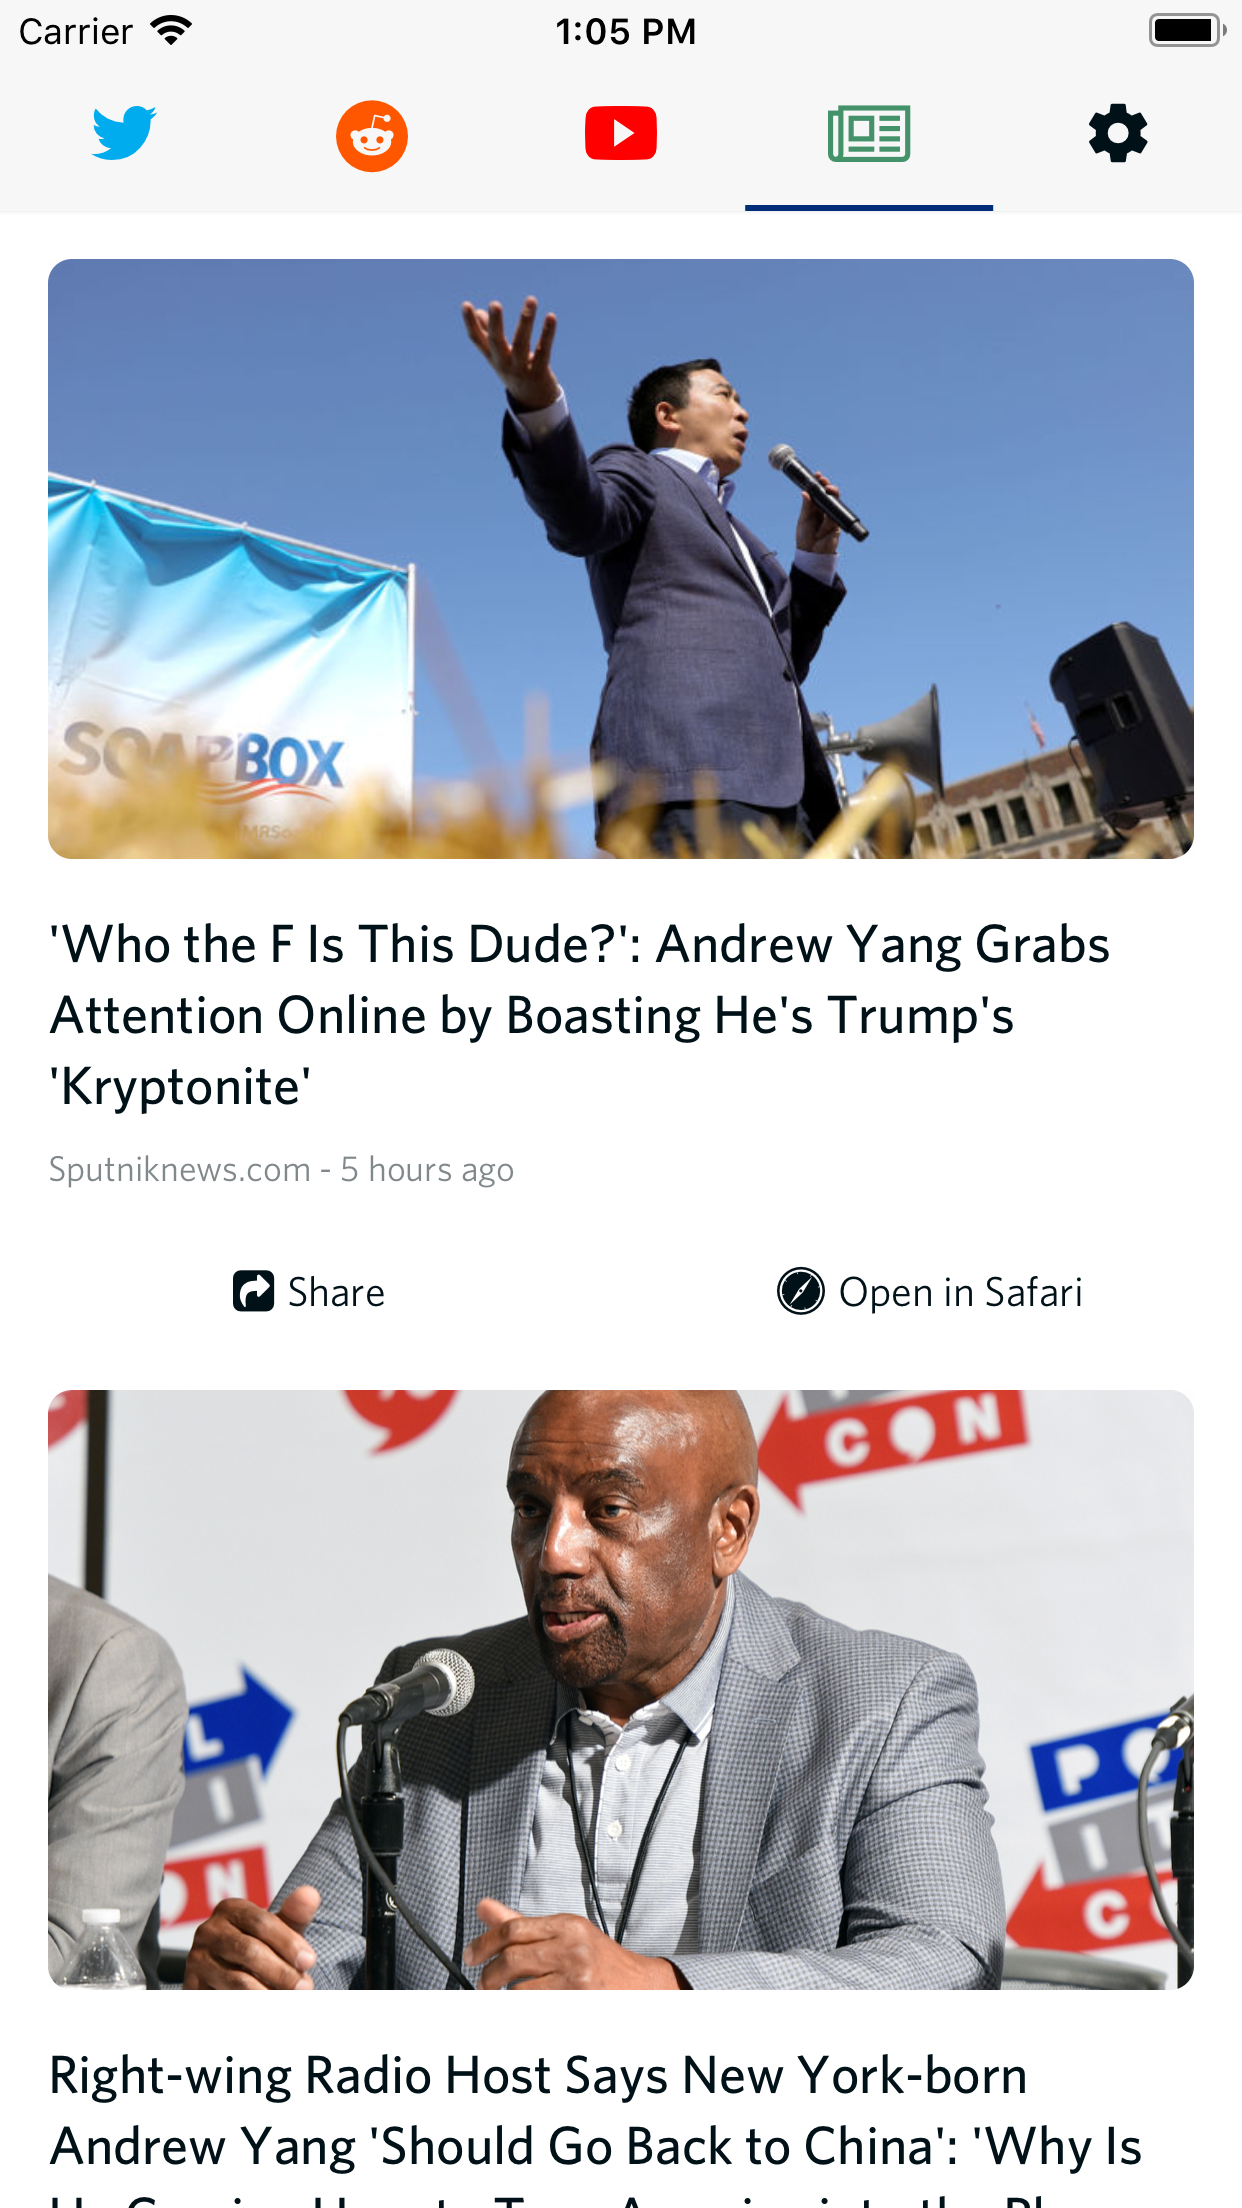 Carrier
1:05 PM
SOAPBOX
'Who the F Is This Dude?': Andrew Yang Grabs
Attention Online by Boasting He's Trump's
'Kryptonite'
Sputniknews.com - 5 hours ago
Share
Open in Safari
CON
L
I
ON
PO
I
C
Right-wing Radio Host Says New York-born
Andrew Yang 'Should Go Back to China': 'Why Is